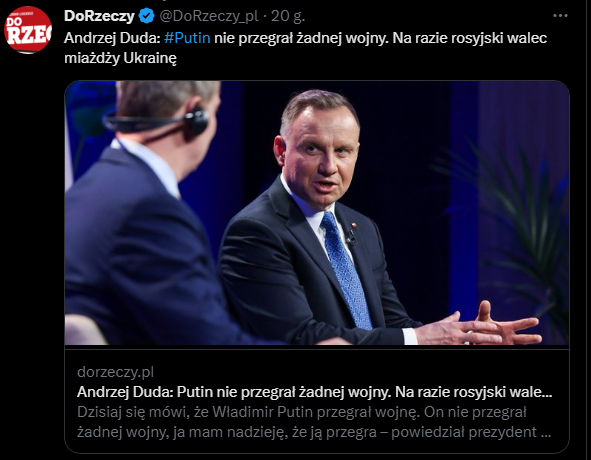 DoRzeczy @DoRzeczy_pl · 20 g.
Andrzej Duda: #Putin nie przegrał żadnej wojny. Na razie rosyjski walec
miażdży Ukrainę
DO
RZEC
dorzeczy.pl
Andrzej Duda: Putin nie przegrał żadnej wojny. Na razie rosyjski wale...
Dzisiaj się mówi, że Władimir Putin przegrał wojnę. On nie przegrał
żadnej wojny, ja mam nadzieję, że ją przegra – powiedział prezydent ...